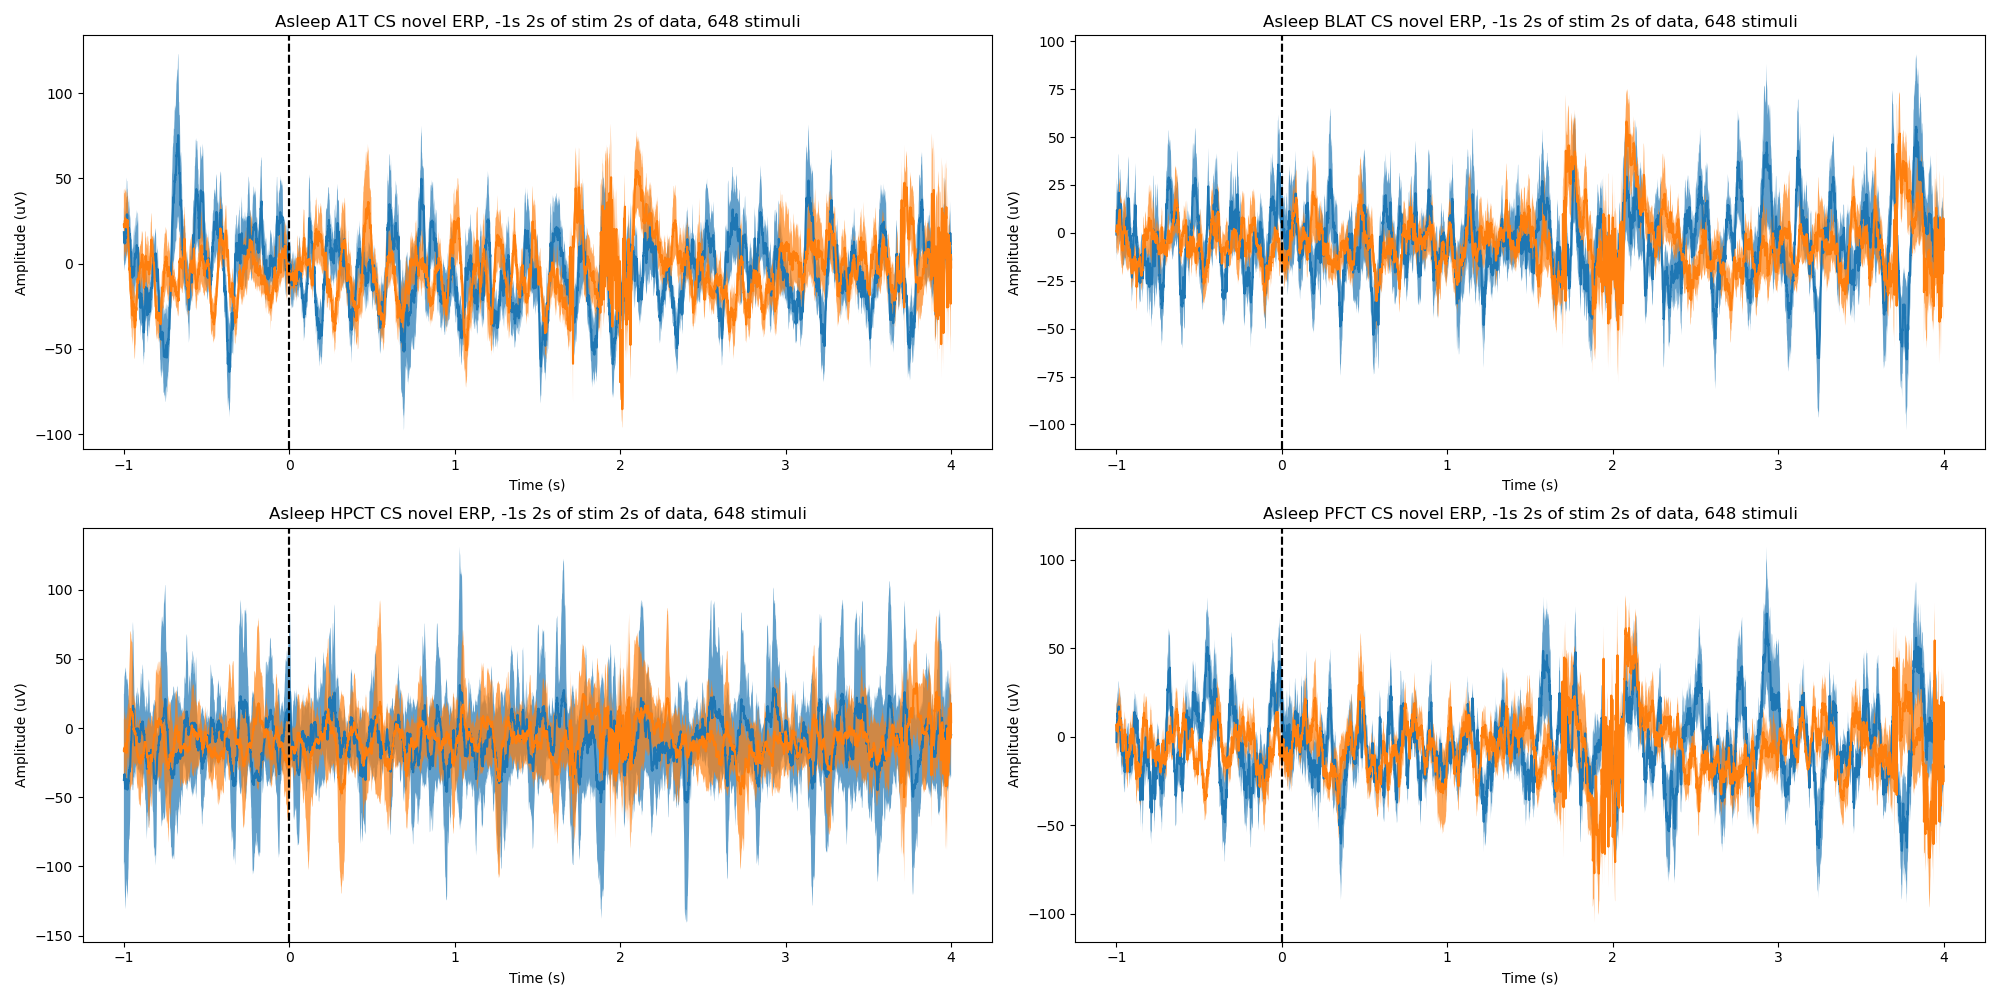 Asleep A1T CS novel ERP, -1s 2s of stim 2s of data, 648 stimuli
Amplitude (uV)
100
50
0
−50
−100
−1 0 1 2 3 4
Time (s)
Asleep BLAT CS novel ERP, -1s 2s of stim 2s of data, 648 stimuli
Amplitude (uV)
100
75
50
25
0
−25
−50
−75
−100
−1 0 1 2 3 4
Time (s)
Asleep HPCT CS novel ERP, -1s 2s of stim 2s of data, 648 stimuli
Amplitude (uV)
100
50
0
−50
−100
−150
−1 0 1 2 3 4
Time (s)
Asleep PFCT CS novel ERP, -1s 2s of stim 2s of data, 648 stimuli
Amplitude (uV)
100
50
0
−50
−100
−1 0 1 2 3 4
Time (s)